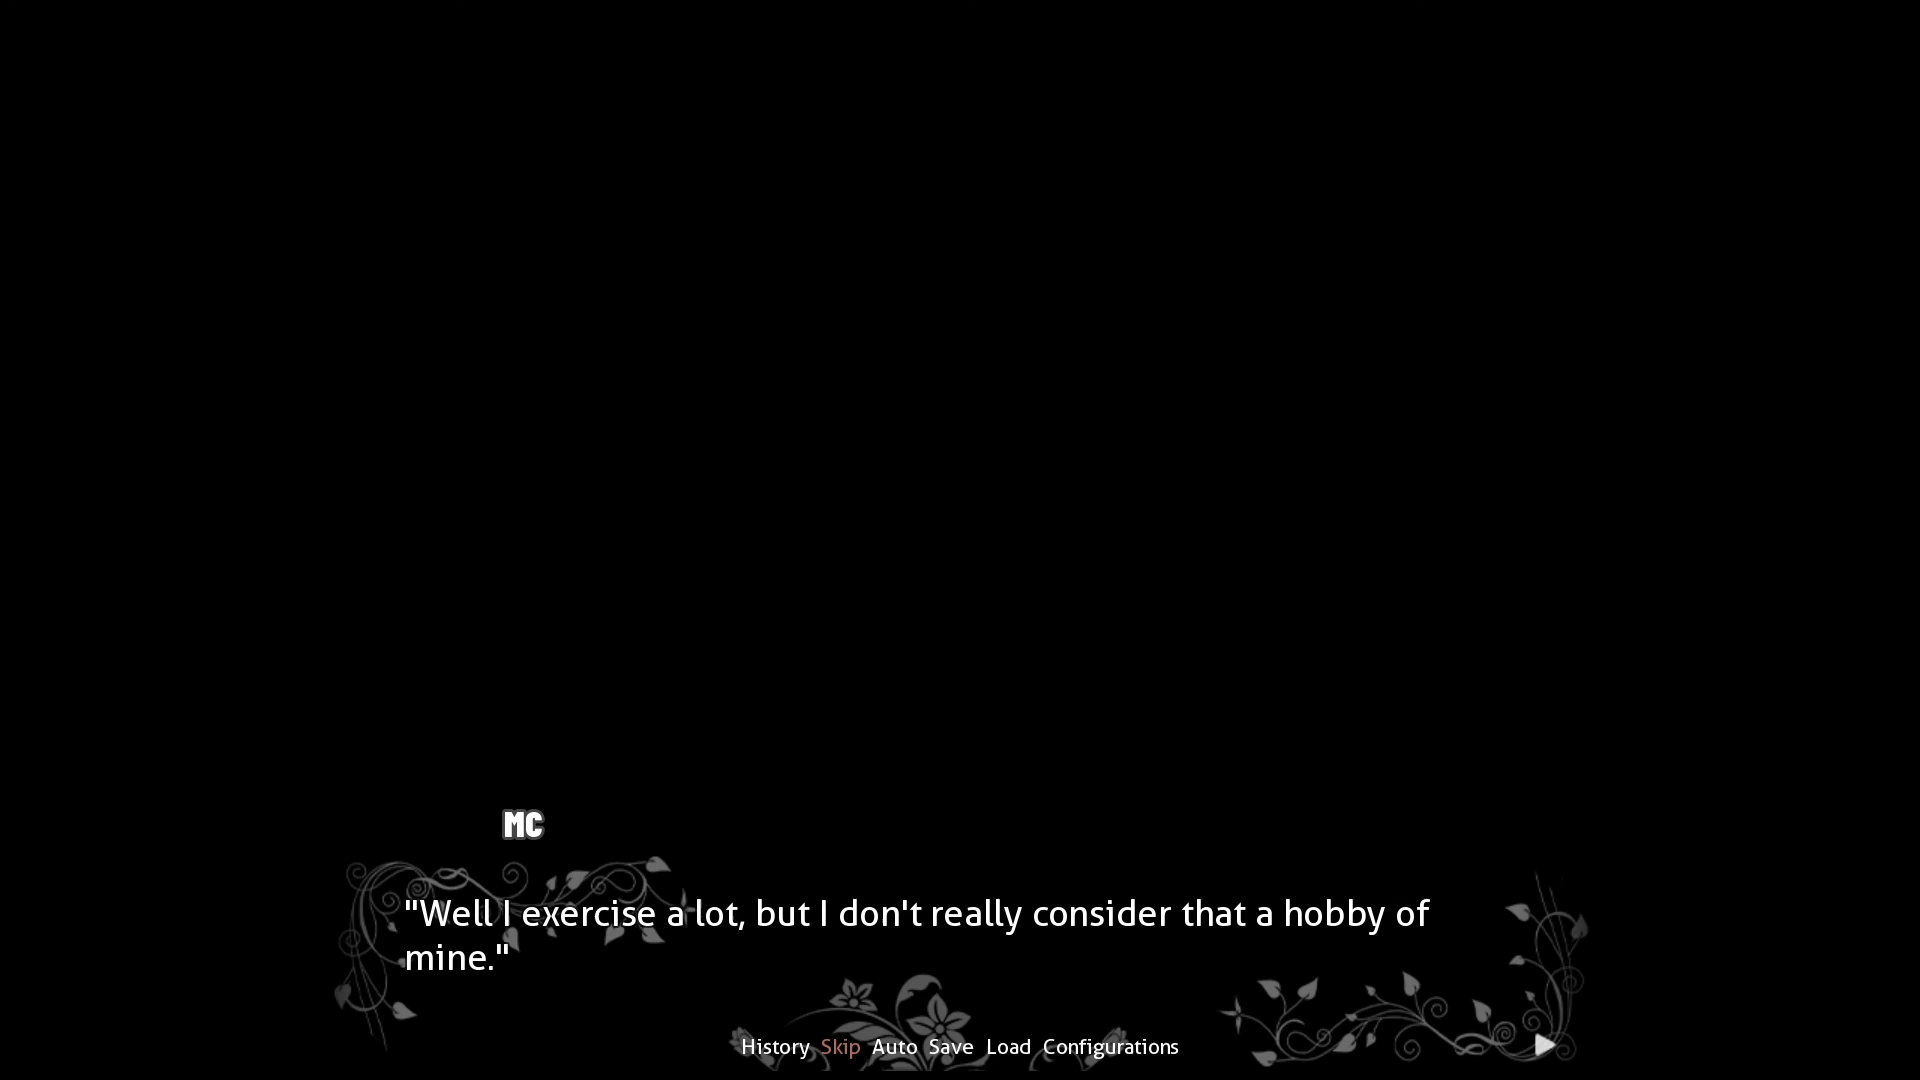 MC
"Well I exercise a lot, but I don't really consider that a hobby of
mine."
History Skip Auto Save Load Configurations